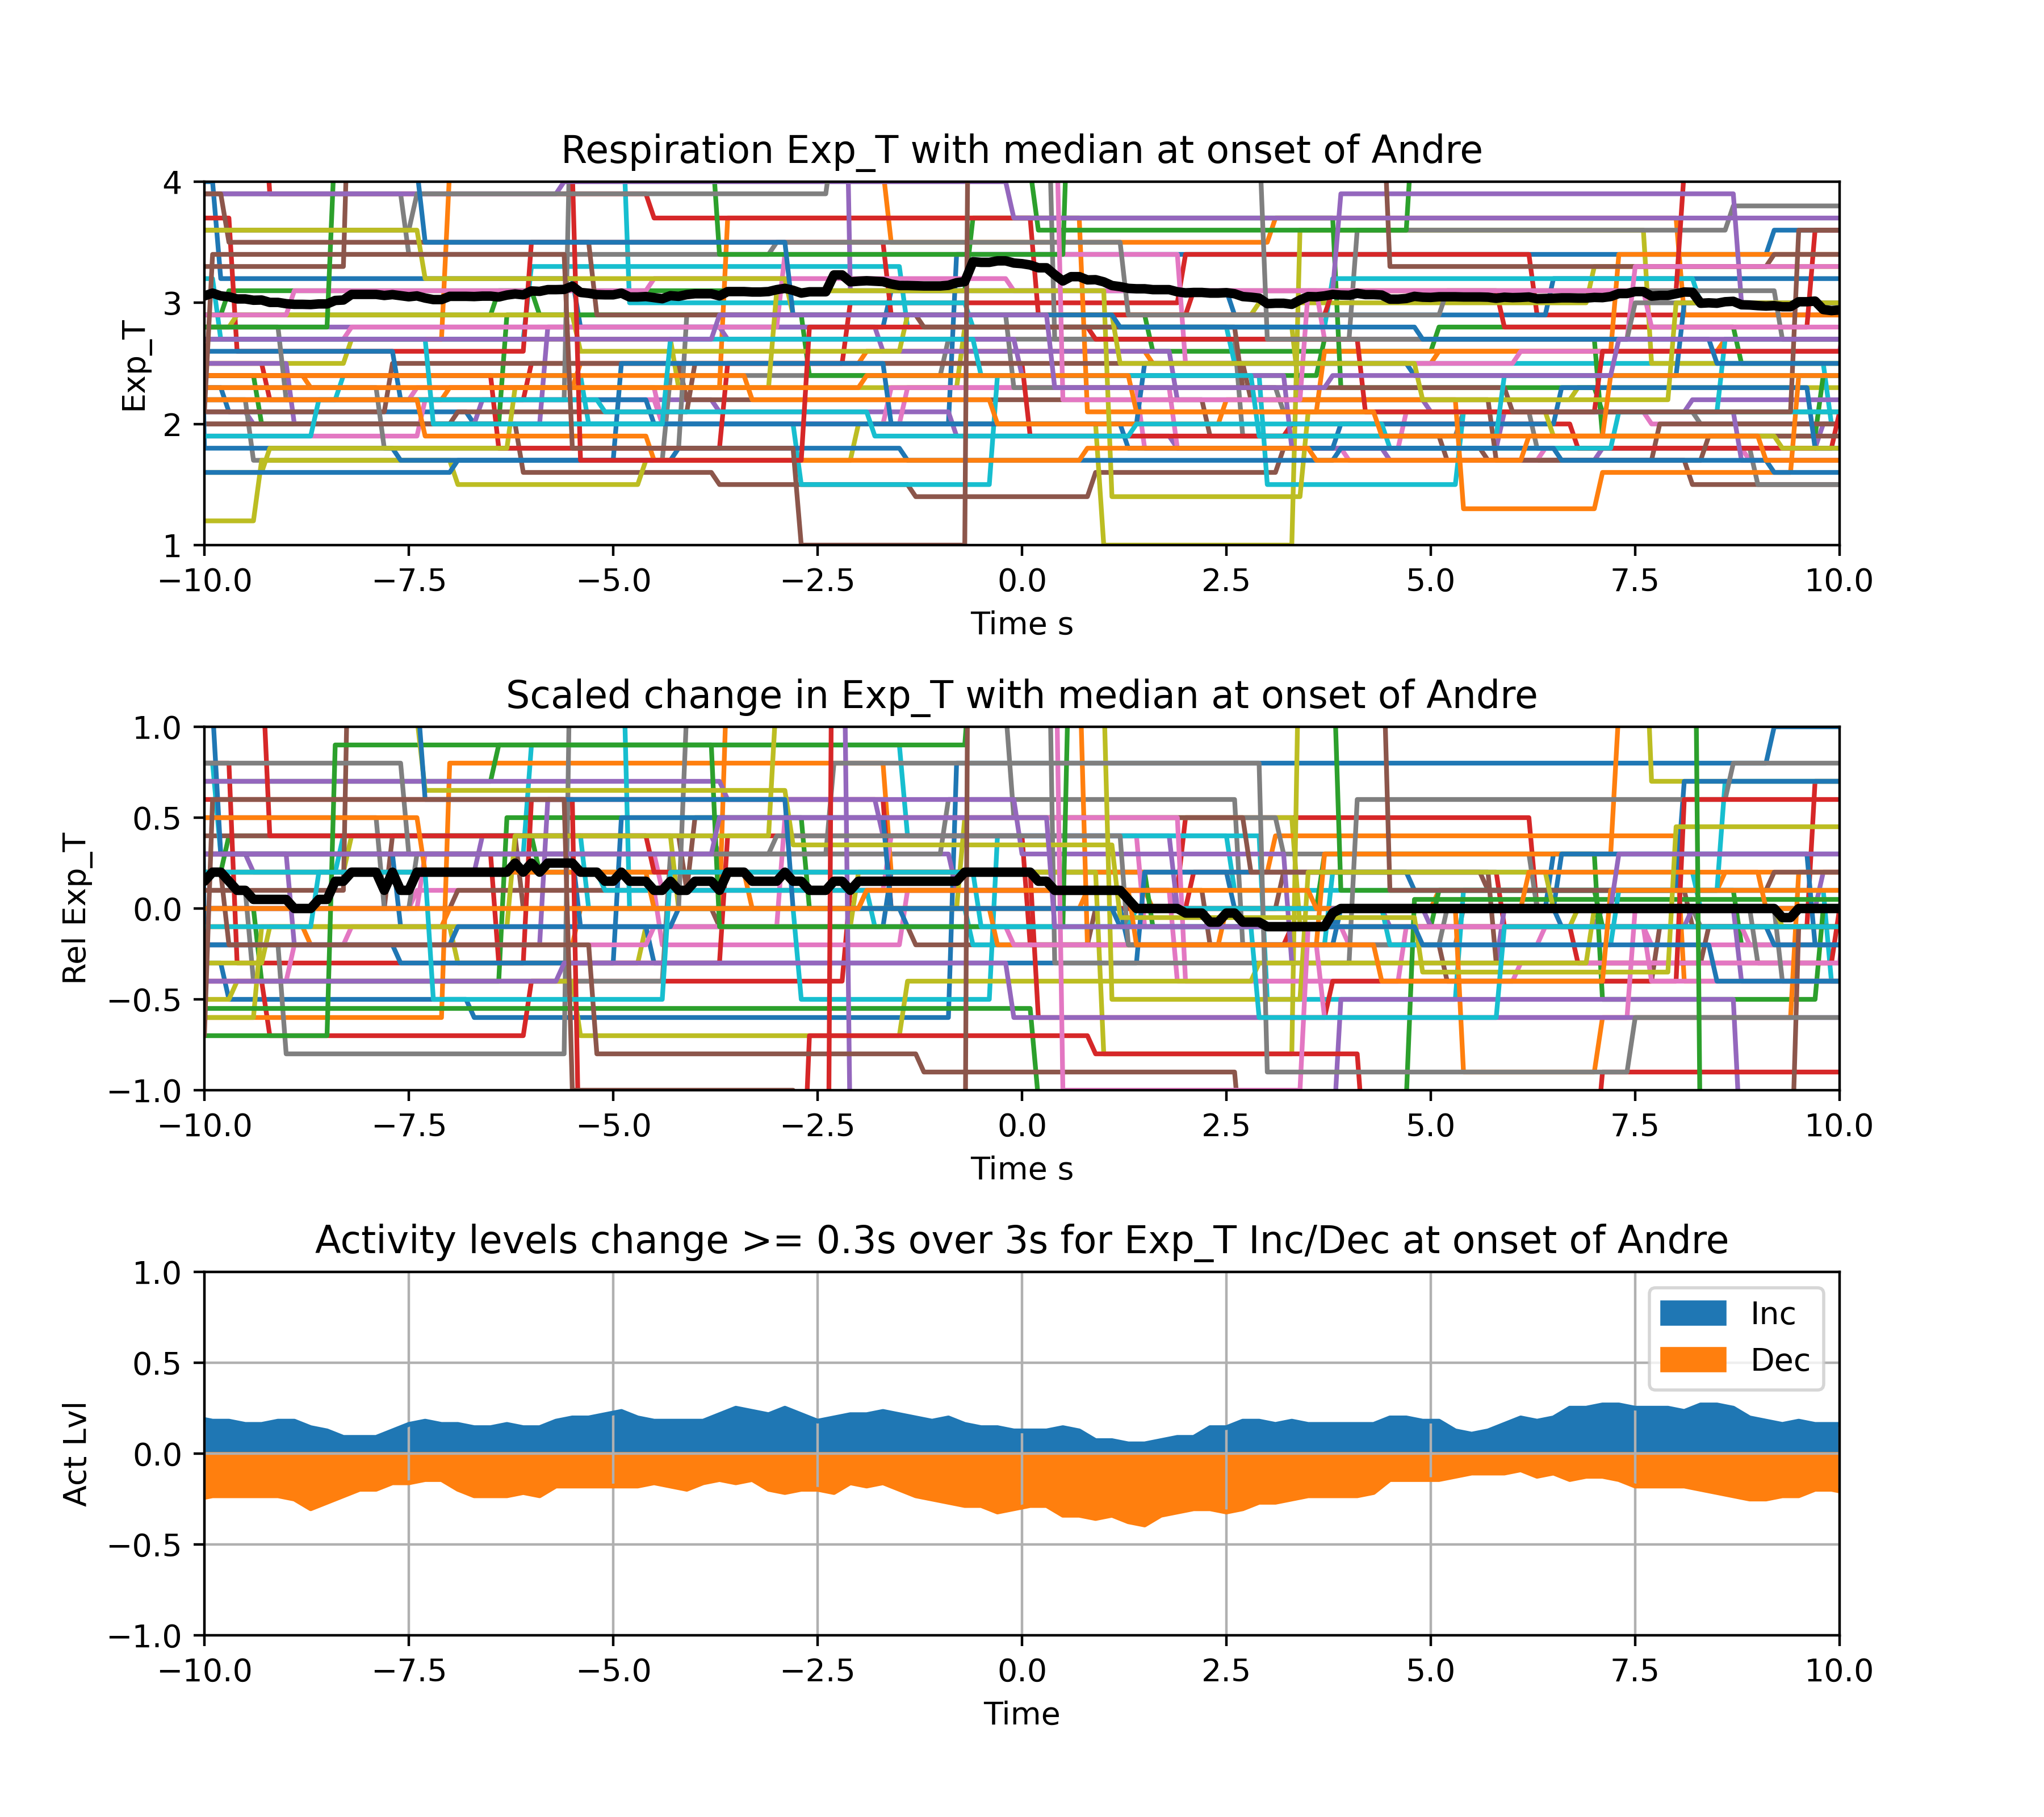 Respiration Exp_T with median at onset of Andre
4
3
2
1
Exp_T
−10.0 −7.5 −5.0 −2.5 0.0 2.5 5.0 7.5 10.0
Time s
Scaled change in Exp_T with median at onset of Andre
1.0
0.5
0.0
−0.5
−1.0
Rel Exp_T
−10.0 −7.5 −5.0 −2.5 0.0 2.5 5.0 7.5 10.0
Time s
Activity levels change >= 0.3s over 3s for Exp_T Inc/Dec at onset of Andre
1.0
0.5
0.0
−0.5
−1.0
Act Lvl
Inc
Dec
−10.0 −7.5 −5.0 −2.5 0.0 2.5 5.0 7.5 10.0
Time